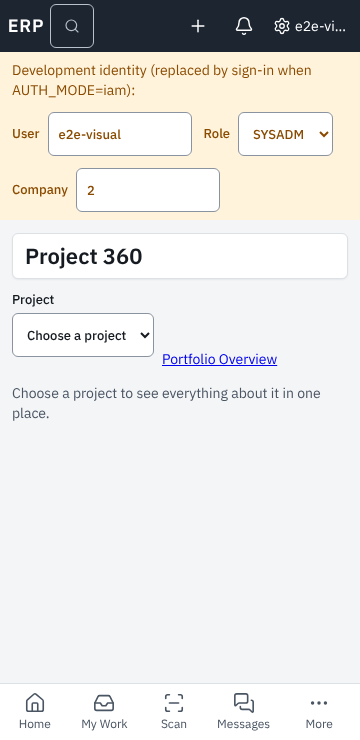 ERP
e2e-vi...
Development identity (replaced by sign-in when
AUTH_MODE=iam):
User e2e-visual Role SYSADM
Company 2
Project 360
Project
Choose a project
Portfolio Overview
Choose a project to see everything about it in one
place.
Home My Work Scan Messages More